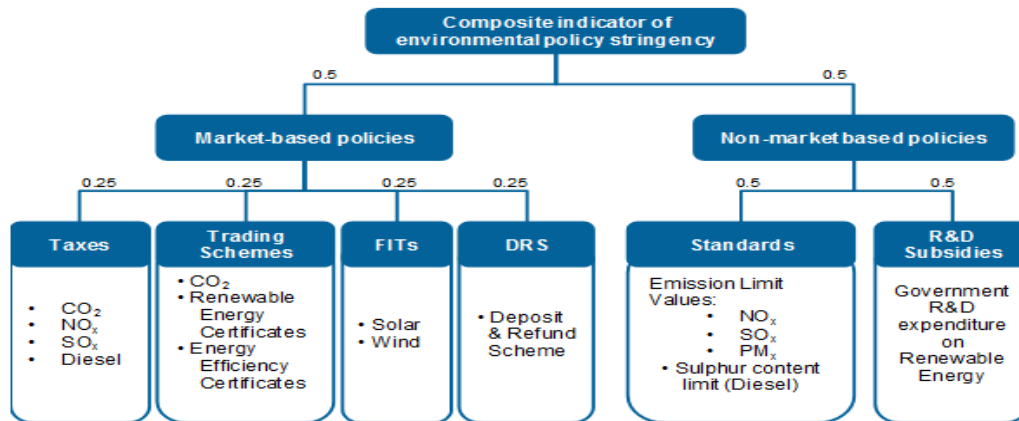 Composite indicator of
environmental policy stringency
0.5
0.5
Market-based policies
Non-market based policies
0.25
0.25
0.25
0.25
0.5
0.5
Taxes
• CO₂
• NOₓ
• SOₓ
• Diesel
Trading
Schemes
• CO₂
• Renewable
Energy
Certificates
• Energy
Efficiency
Certificates
FITs
• Solar
• Wind
DRS
• Deposit
& Refund
Scheme
Standards
Emission Limit
Values:
• NOₓ
• SOₓ
• PMₓ
• Sulphur content
limit (Diesel)
R&D
Subsidies
Government
R&D
expenditure
on
Renewable
Energy